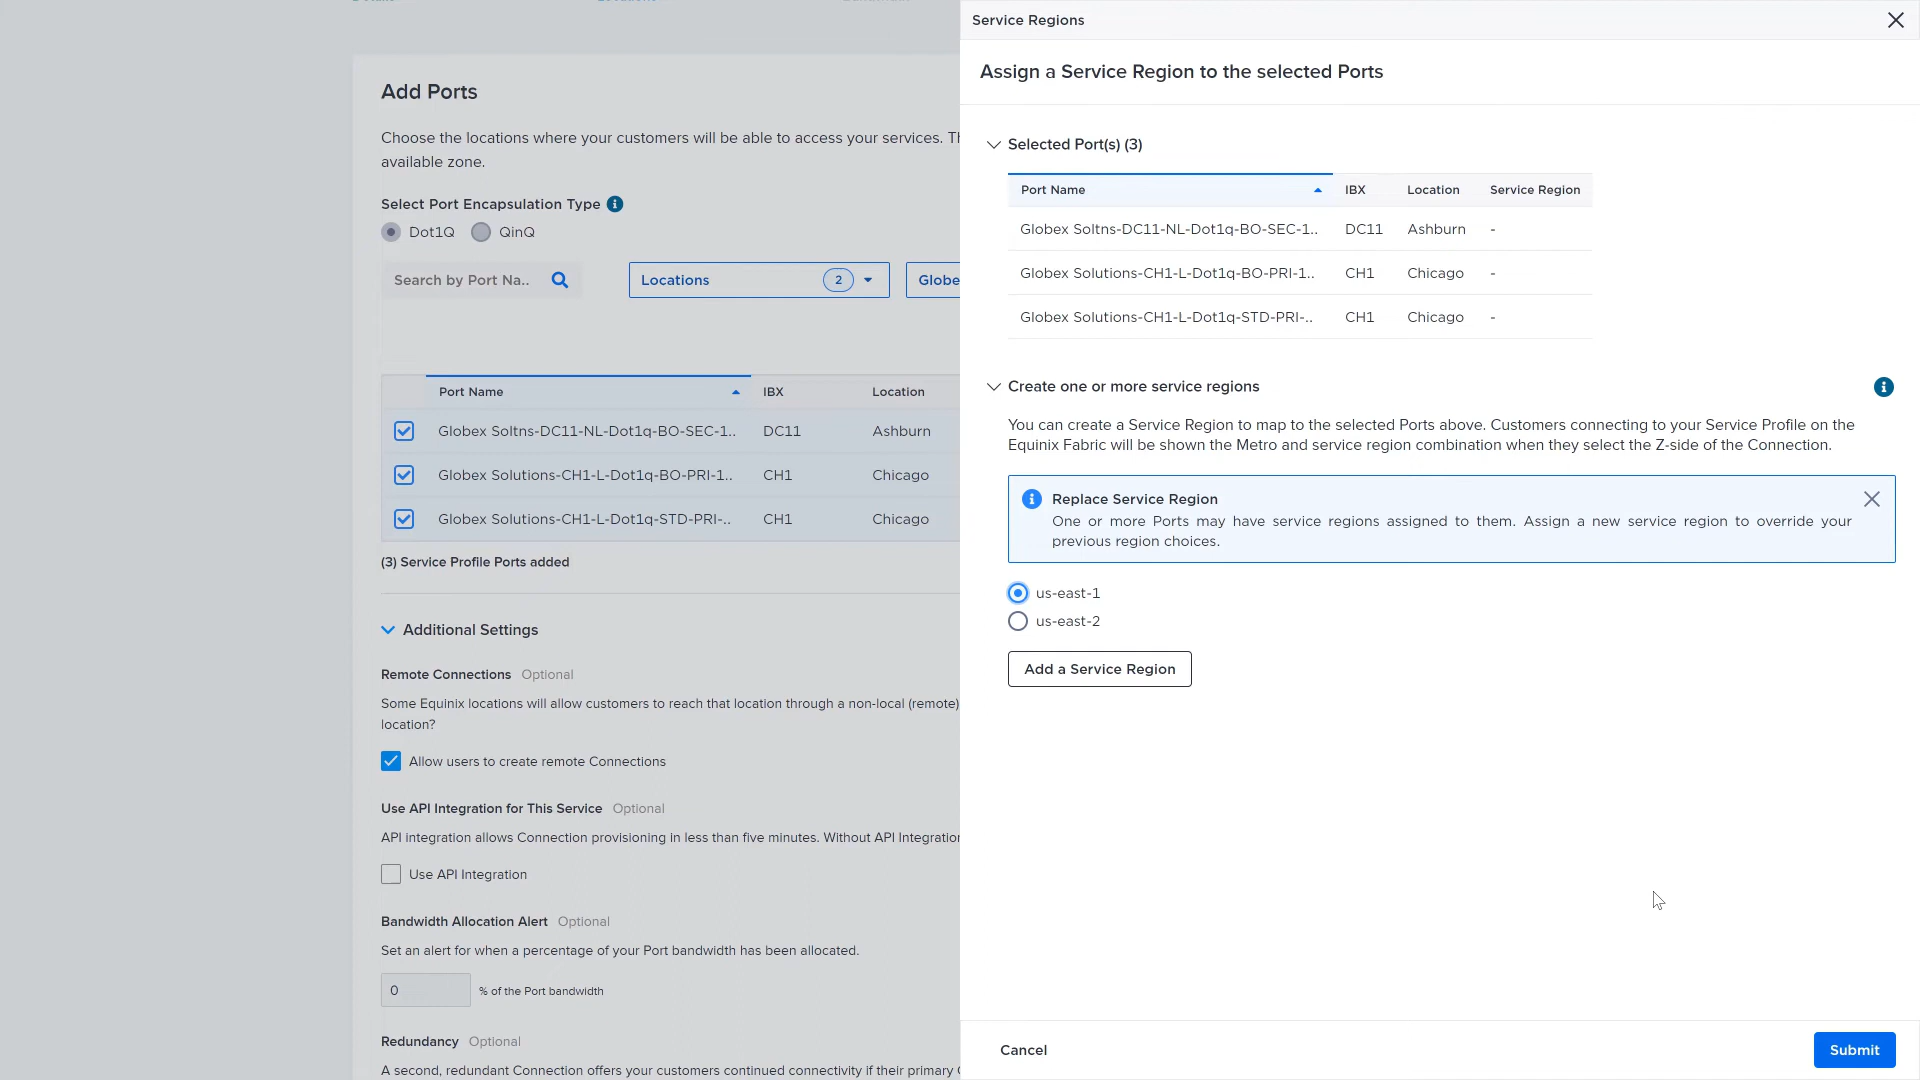 Service Regions
Assign a Service Region to the selected Ports
Add Ports
Choose the locations where your customers will be able to access your services.
available zone.
Select Port Encapsulation Type
Dot1Q QinQ
Search by Port Na..
Locations 2
Globe
Port Name IBX Location
Globex Soltns-DC11-NL-Dot1q-BO-SEC-1.. DC11 Ashburn
Globex Solutions-CH1-L-Dot1q-BO-PRI-1.. CH1 Chicago
Globex Solutions-CH1-L-Dot1q-STD-PRI-.. CH1 Chicago
(3) Service Profile Ports added
Additional Settings
Remote Connections Optional
Some Equinix locations will allow customers to reach that location through a non-local (remote)
location?
Allow users to create remote Connections
Use API Integration for This Service Optional
API integration allows Connection provisioning in less than five minutes. Without API Integration
Use API Integration
Bandwidth Allocation Alert Optional
Set an alert for when a percentage of your Port bandwidth has been allocated.
0 % of the Port bandwidth
Redundancy Optional
A second, redundant Connection offers your customers continued connectivity if their primary
Selected Port(s) (3)
Port Name IBX Location Service Region
Globex Soltns-DC11-NL-Dot1q-BO-SEC-1.. DC11 Ashburn -
Globex Solutions-CH1-L-Dot1q-BO-PRI-1.. CH1 Chicago -
Globex Solutions-CH1-L-Dot1q-STD-PRI-.. CH1 Chicago -
Create one or more service regions
You can create a Service Region to map to the selected Ports above. Customers connecting to your Service Profile on the
Equinix Fabric will be shown the Metro and service region combination when they select the Z-side of the Connection.
Replace Service Region
One or more Ports may have service regions assigned to them. Assign a new service region to override your
previous region choices.
us-east-1
us-east-2
Add a Service Region
Cancel
Submit